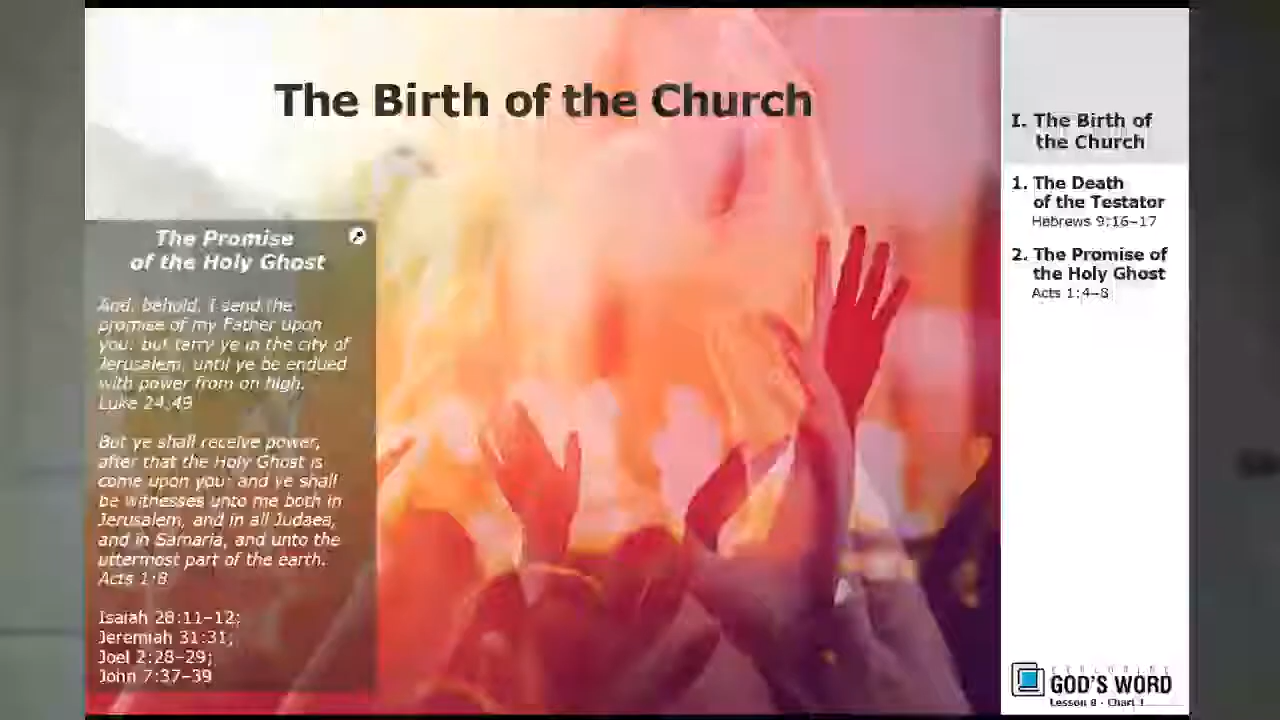 The Birth of the Church
The Promise
of the Holy Ghost
And, behold, I send the
promise of my Father upon
you: but tarry ye in the city of
Jerusalem, until ye be endued
with power from on high.
Luke 24:49
But ye shall receive power,
after that the Holy Ghost is
come upon you: and ye shall
be witnesses unto me both in
Jerusalem, and in all Judaea,
and in Samaria, and unto the
uttermost part of the earth.
Acts 1:8
Isaiah 28:11–12;
Jeremiah 31:31;
Joel 2:28–29;
John 7:37–39
I. The Birth of
the Church
1. The Death
of the Testator
Hebrews 9:16–17
2. The Promise of
the Holy Ghost
Acts 1:4–8
EXPLORING
GOD'S WORD
Lesson 8 - Chart 1